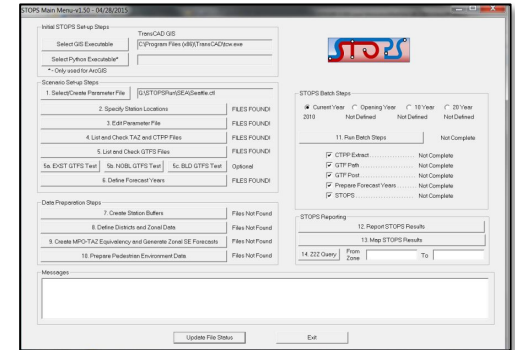 STOPS Main Menu-v1.50 - 04/28/2015
Initial STOPS Set-up Steps
TransCAD GIS
Select GIS Executable
C:\Program Files (x86)\TransCAD\tcw.exe
Select Python Executable*
* - Only used for ArcGIS
STOPS
Scenario Set-up Steps
1. Select/Create Parameter File
G:\STOPSRun\SEA\Seattle.ctl
2. Specify Station Locations
FILES FOUND!
3. Edit Parameter File
FILES FOUND!
4. List and Check TAZ and CTPP Files
FILES FOUND!
5. List and Check GTFS Files
FILES FOUND!
5a. EXST GTFS Test
5b. NOBL GTFS Test
5c. BLD GTFS Test
Optional
6. Define Forecast Years
FILES FOUND!
Data Preparation Steps
7. Create Station Buffers
Files Not Found
8. Define Districts and Zonal Data
Files Not Found
9. Create MPO-TAZ Equivalency and Generate Zonal SE Forecasts
Files Not Found
10. Prepare Pedestrian Environment Data
Files Not Found
STOPS Batch Steps
Current Year
Opening Year
10 Year
20 Year
2010
Not Defined
Not Defined
Not Defined
11. Run Batch Steps
Not Complete
CTPP Extract . . . . . . . . . . . . Not Complete
GTF Path . . . . . . . . . . . . . . . Not Complete
GTF Post . . . . . . . . . . . . . . . Not Complete
Prepare Forecast Years . . . . . Not Complete
STOPS . . . . . . . . . . . . . . . . . Not Complete
STOPS Reporting
12. Report STOPS Results
13. Map STOPS Results
14. Z2Z Query
From Zone
To
Messages
Update File Status
Exit